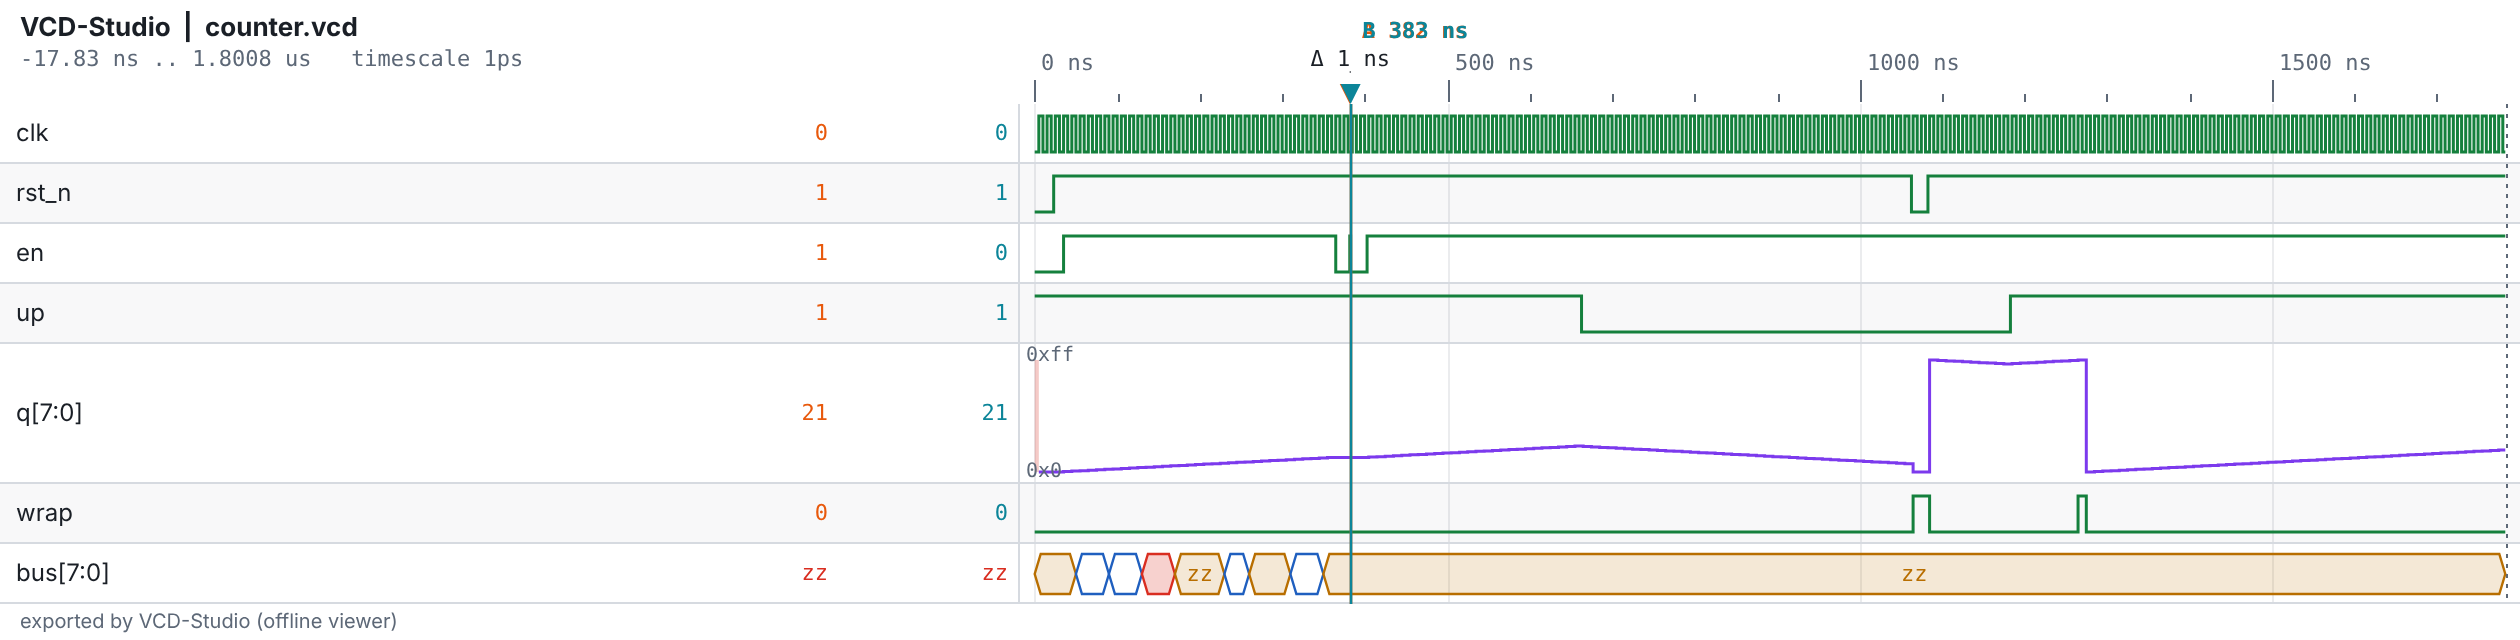 VCD-Studio | counter.vcd
-17.83 ns .. 1.8008 us timescale 1ps
B 383 ns
Δ 1 ns
0 ns 500 ns 1000 ns 1500 ns
clk 0 0
rst_n 1 1
en 1 0
up 1 1
0xff
q[7:0] 21 21
0x0
wrap 0 0
bus[7:0] zz zz zz zz
exported by VCD-Studio (offline viewer)